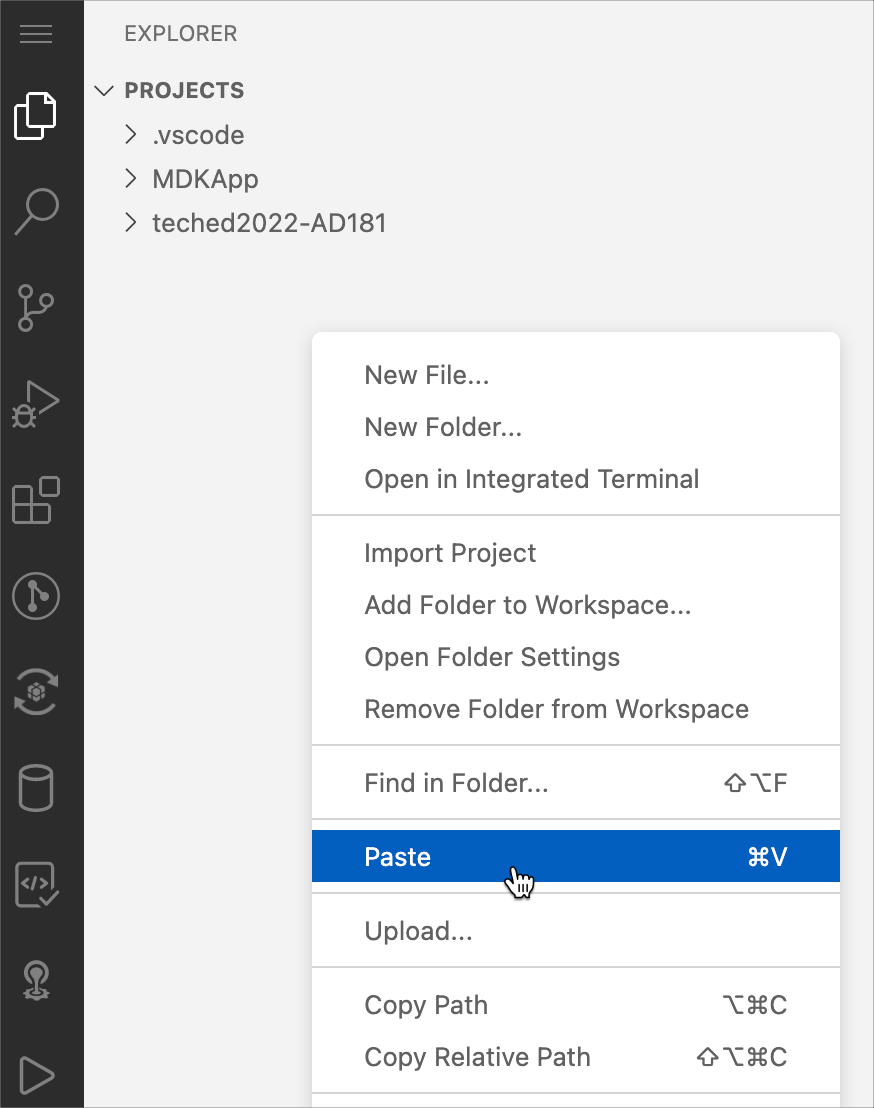 EXPLORER
PROJECTS
.vscode
MDKApp
teched2022-AD181
New File...
New Folder...
Open in Integrated Terminal
Import Project
Add Folder to Workspace...
Open Folder Settings
Remove Folder from Workspace
Find in Folder... ⇧⌥F
Paste ⌘V
Upload...
Copy Path ⌥⌘C
Copy Relative Path ⇧⌥⌘C